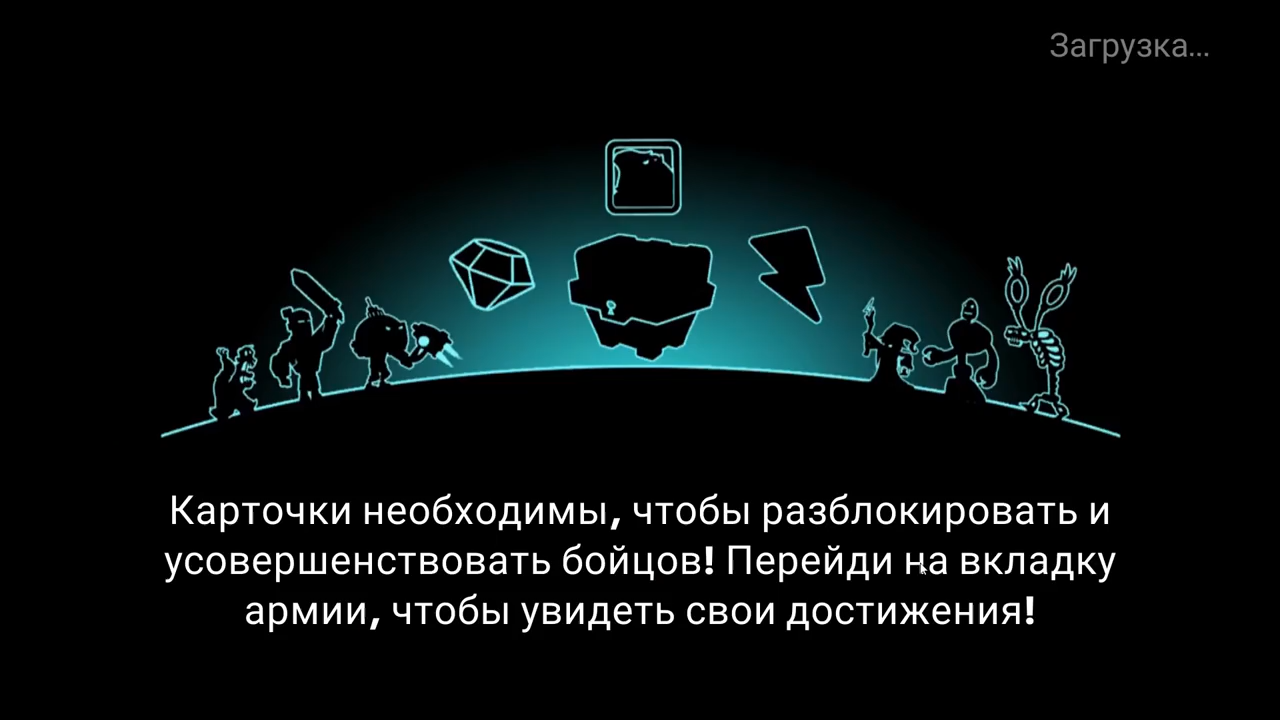 Загрузка...
Карточки необходимы, чтобы разблокировать и
усовершенствовать бойцов! Перейди на вкладку
армии, чтобы увидеть свои достижения!